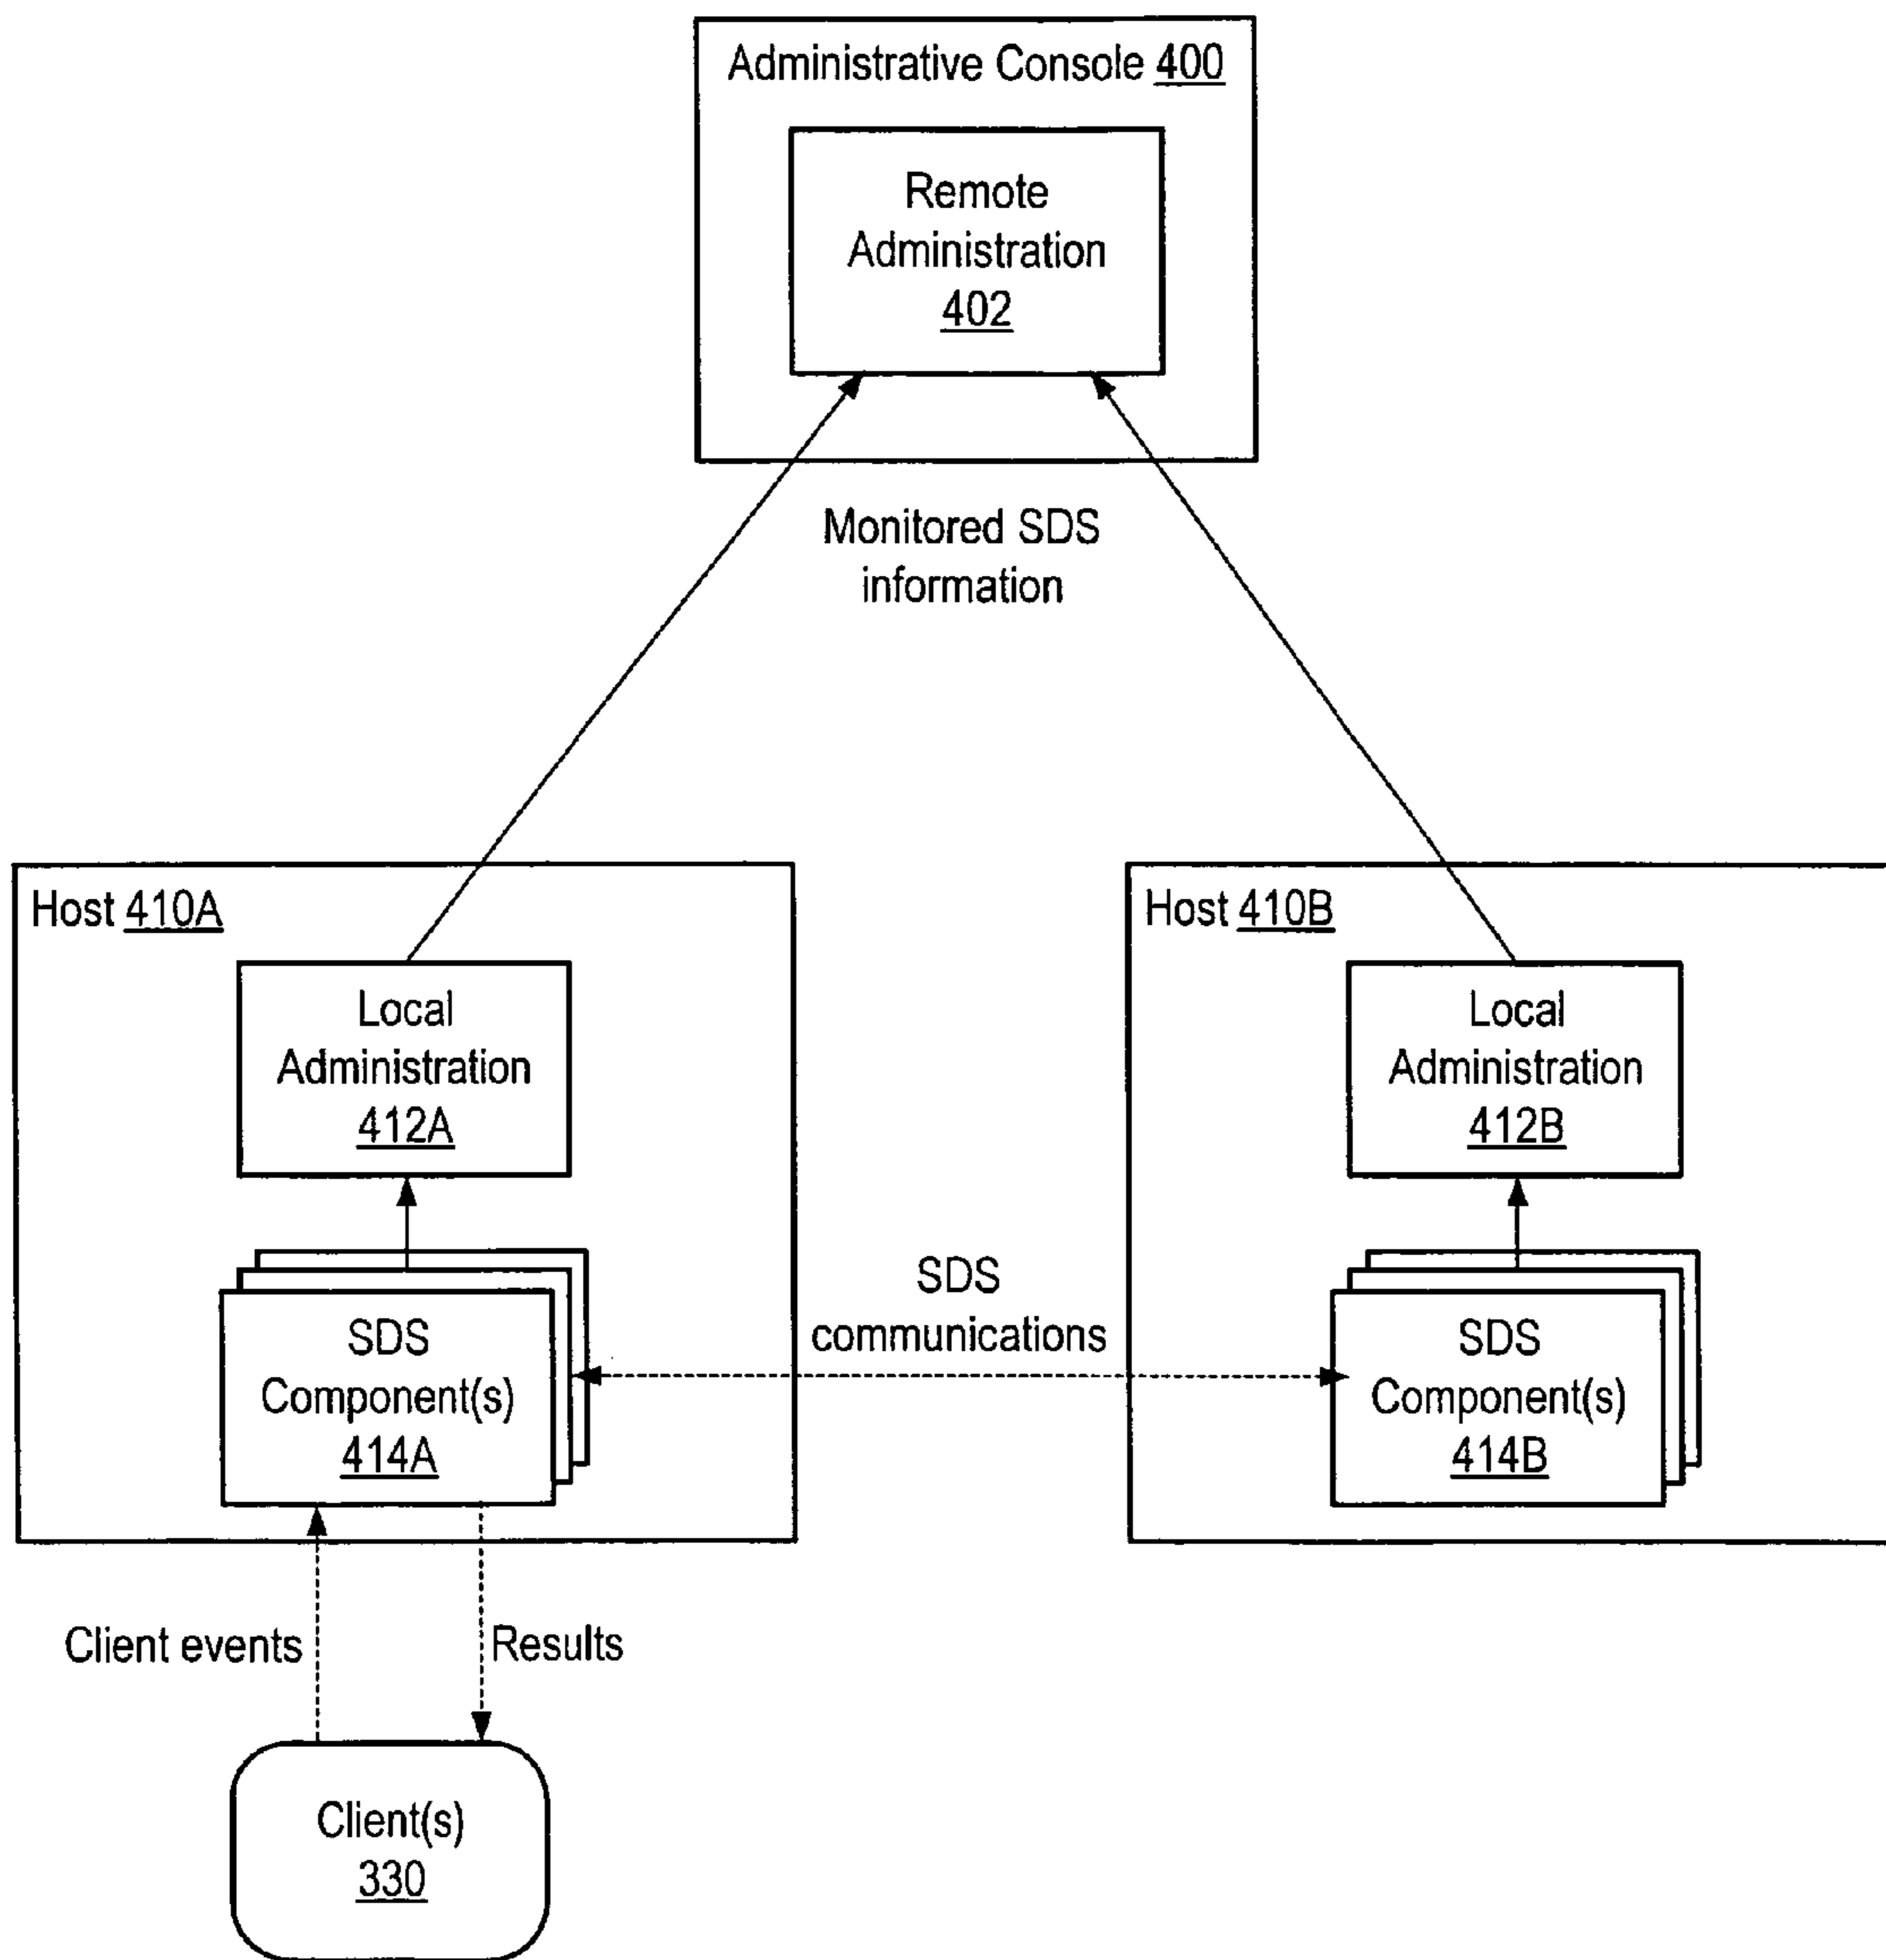 Administrative Console 400
Remote
Administration
402
Monitored SDS
information
Host 410A
Local
Administration
412A
SDS
Component(s)
414A
SDS
communications
Host 410B
Local
Administration
412B
SDS
Component(s)
414B
Client events
Results
Client(s)
330